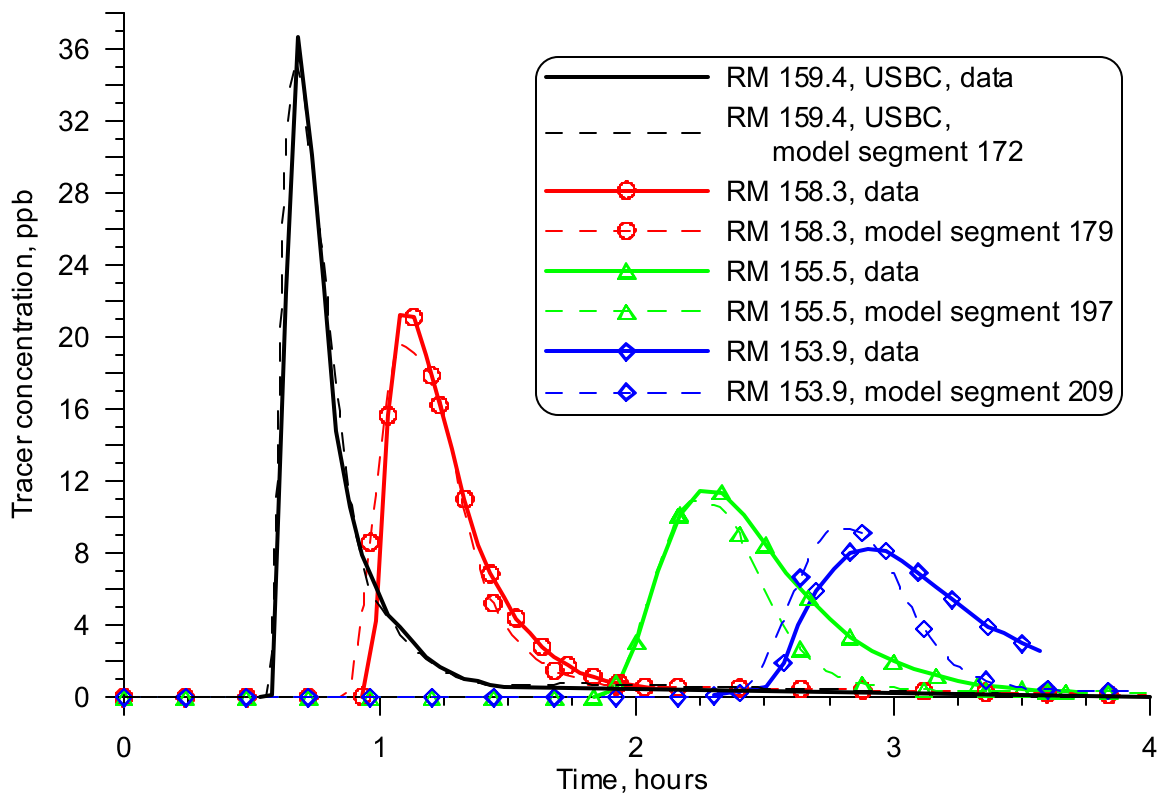 36
32
28
24
20
16
12
8
4
0
Tracer concentration, ppb
RM 159.4, USBC, data
RM 159.4, USBC,
model segment 172
RM 158.3, data
RM 158.3, model segment 179
RM 155.5, data
RM 155.5, model segment 197
RM 153.9, data
RM 153.9, model segment 209
0 1 2 3 4
Time, hours